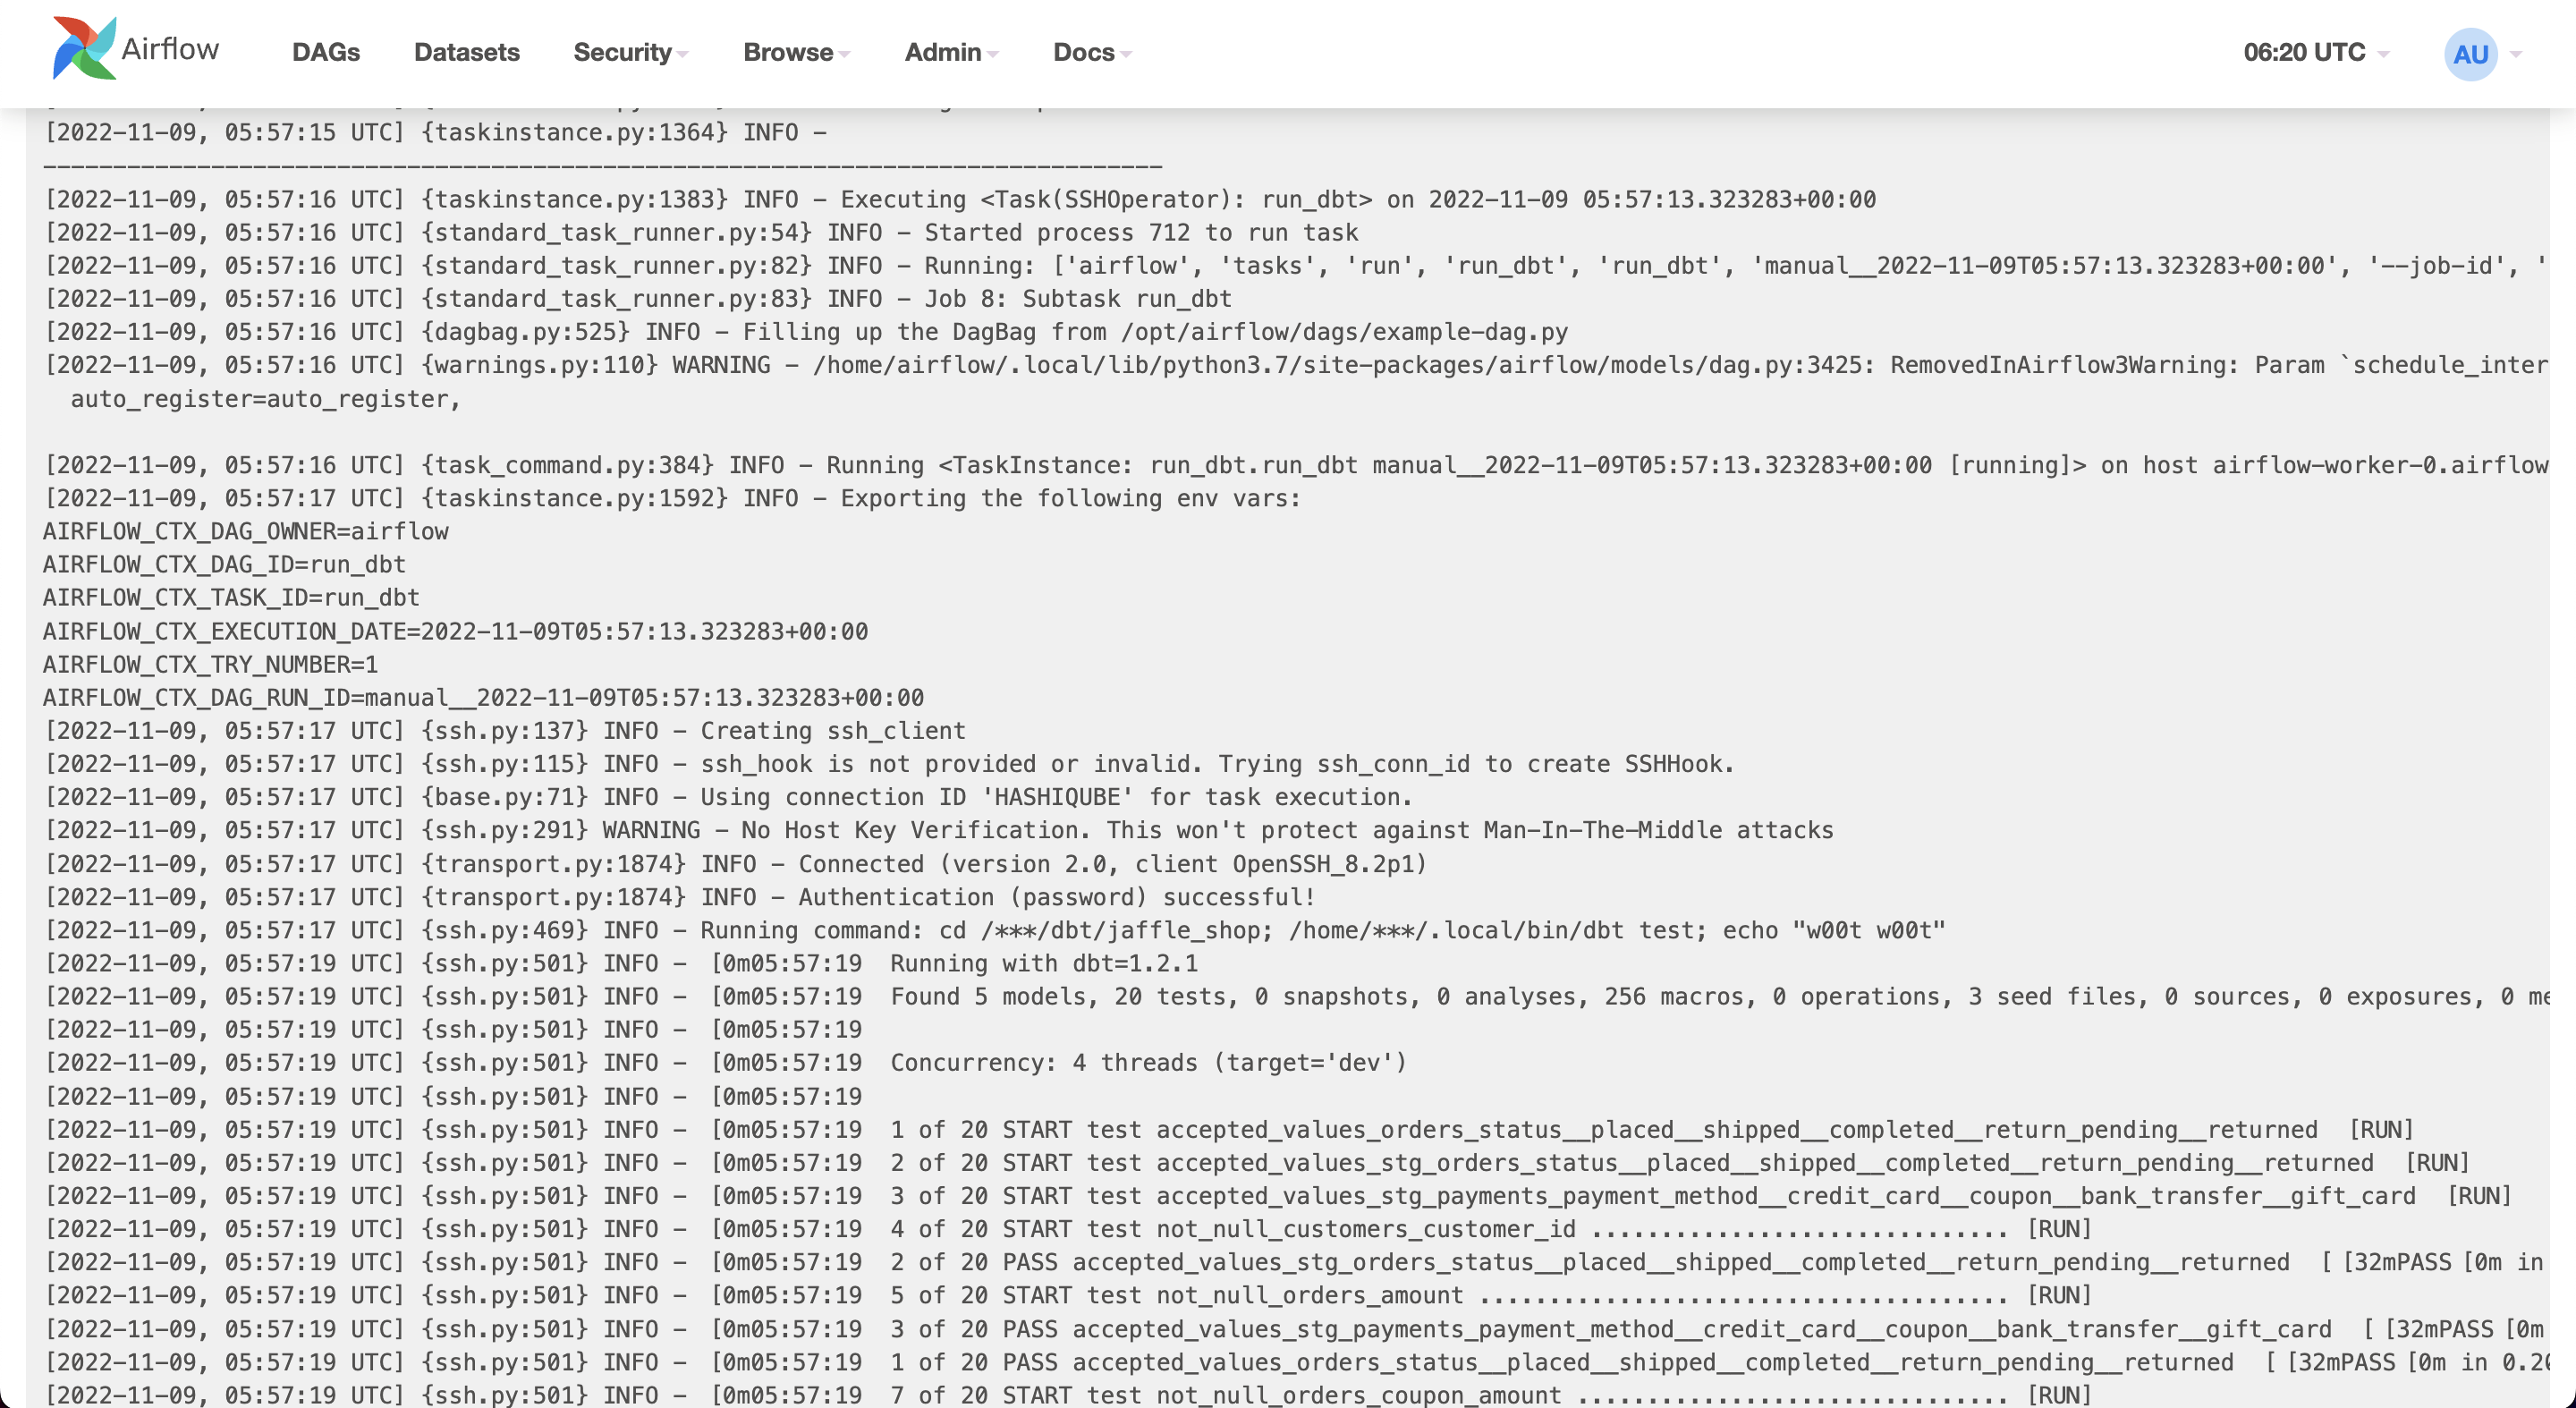 Airflow DAGs Datasets Security Browse Admin Docs 06:20 UTC AU
[2022-11-09, 05:57:15 UTC] {taskinstance.py:1364} INFO -
--------------------------------------------------------------------------------
[2022-11-09, 05:57:16 UTC] {taskinstance.py:1383} INFO - Executing <Task(SSHOperator): run_dbt> on 2022-11-09 05:57:13.323283+00:00
[2022-11-09, 05:57:16 UTC] {standard_task_runner.py:54} INFO - Started process 712 to run task
[2022-11-09, 05:57:16 UTC] {standard_task_runner.py:82} INFO - Running: ['airflow', 'tasks', 'run', 'run_dbt', 'run_dbt', 'manual__2022-11-09T05:57:13.323283+00:00', '--job-id', '
[2022-11-09, 05:57:16 UTC] {standard_task_runner.py:83} INFO - Job 8: Subtask run_dbt
[2022-11-09, 05:57:16 UTC] {dagbag.py:525} INFO - Filling up the DagBag from /opt/airflow/dags/example-dag.py
[2022-11-09, 05:57:16 UTC] {warnings.py:110} WARNING - /home/airflow/.local/lib/python3.7/site-packages/airflow/models/dag.py:3425: RemovedInAirflow3Warning: Param `schedule_inter
auto_register=auto_register,
[2022-11-09, 05:57:16 UTC] {task_command.py:384} INFO - Running <TaskInstance: run_dbt.run_dbt manual__2022-11-09T05:57:13.323283+00:00 [running]> on host airflow-worker-0.airflow
[2022-11-09, 05:57:17 UTC] {taskinstance.py:1592} INFO - Exporting the following env vars:
AIRFLOW_CTX_DAG_OWNER=airflow
AIRFLOW_CTX_DAG_ID=run_dbt
AIRFLOW_CTX_TASK_ID=run_dbt
AIRFLOW_CTX_EXECUTION_DATE=2022-11-09T05:57:13.323283+00:00
AIRFLOW_CTX_TRY_NUMBER=1
AIRFLOW_CTX_DAG_RUN_ID=manual__2022-11-09T05:57:13.323283+00:00
[2022-11-09, 05:57:17 UTC] {ssh.py:137} INFO - Creating ssh_client
[2022-11-09, 05:57:17 UTC] {ssh.py:115} INFO - ssh_hook is not provided or invalid. Trying ssh_conn_id to create SSHHook.
[2022-11-09, 05:57:17 UTC] {base.py:71} INFO - Using connection ID 'HASHIQUBE' for task execution.
[2022-11-09, 05:57:17 UTC] {ssh.py:291} WARNING - No Host Key Verification. This won't protect against Man-In-The-Middle attacks
[2022-11-09, 05:57:17 UTC] {transport.py:1874} INFO - Connected (version 2.0, client OpenSSH_8.2p1)
[2022-11-09, 05:57:17 UTC] {transport.py:1874} INFO - Authentication (password) successful!
[2022-11-09, 05:57:17 UTC] {ssh.py:469} INFO - Running command: cd /***/dbt/jaffle_shop; /home/***/.local/bin/dbt test; echo "w00t w00t"
[2022-11-09, 05:57:19 UTC] {ssh.py:501} INFO - [0m05:57:19 Running with dbt=1.2.1
[2022-11-09, 05:57:19 UTC] {ssh.py:501} INFO - [0m05:57:19 Found 5 models, 20 tests, 0 snapshots, 0 analyses, 256 macros, 0 operations, 3 seed files, 0 sources, 0 exposures, 0 me
[2022-11-09, 05:57:19 UTC] {ssh.py:501} INFO - [0m05:57:19
[2022-11-09, 05:57:19 UTC] {ssh.py:501} INFO - [0m05:57:19 Concurrency: 4 threads (target='dev')
[2022-11-09, 05:57:19 UTC] {ssh.py:501} INFO - [0m05:57:19
[2022-11-09, 05:57:19 UTC] {ssh.py:501} INFO - [0m05:57:19 1 of 20 START test accepted_values_orders_status__placed__shipped__completed__return_pending__returned [RUN]
[2022-11-09, 05:57:19 UTC] {ssh.py:501} INFO - [0m05:57:19 2 of 20 START test accepted_values_stg_orders_status__placed__shipped__completed__return_pending__returned [RUN]
[2022-11-09, 05:57:19 UTC] {ssh.py:501} INFO - [0m05:57:19 3 of 20 START test accepted_values_stg_payments_payment_method__credit_card__coupon__bank_transfer__gift_card [RUN]
[2022-11-09, 05:57:19 UTC] {ssh.py:501} INFO - [0m05:57:19 4 of 20 START test not_null_customers_customer_id .............................. [RUN]
[2022-11-09, 05:57:19 UTC] {ssh.py:501} INFO - [0m05:57:19 2 of 20 PASS accepted_values_stg_orders_status__placed__shipped__completed__return_pending__returned [ [32mPASS [0m in
[2022-11-09, 05:57:19 UTC] {ssh.py:501} INFO - [0m05:57:19 5 of 20 START test not_null_orders_amount ...................................... [RUN]
[2022-11-09, 05:57:19 UTC] {ssh.py:501} INFO - [0m05:57:19 3 of 20 PASS accepted_values_stg_payments_payment_method__credit_card__coupon__bank_transfer__gift_card [ [32mPASS [0m
[2022-11-09, 05:57:19 UTC] {ssh.py:501} INFO - [0m05:57:19 1 of 20 PASS accepted_values_orders_status__placed__shipped__completed__return_pending__returned [ [32mPASS [0m in 0.20
[2022-11-09, 05:57:19 UTC] {ssh.py:501} INFO - [0m05:57:19 7 of 20 START test not_null_orders_coupon_amount ............................... [RUN]